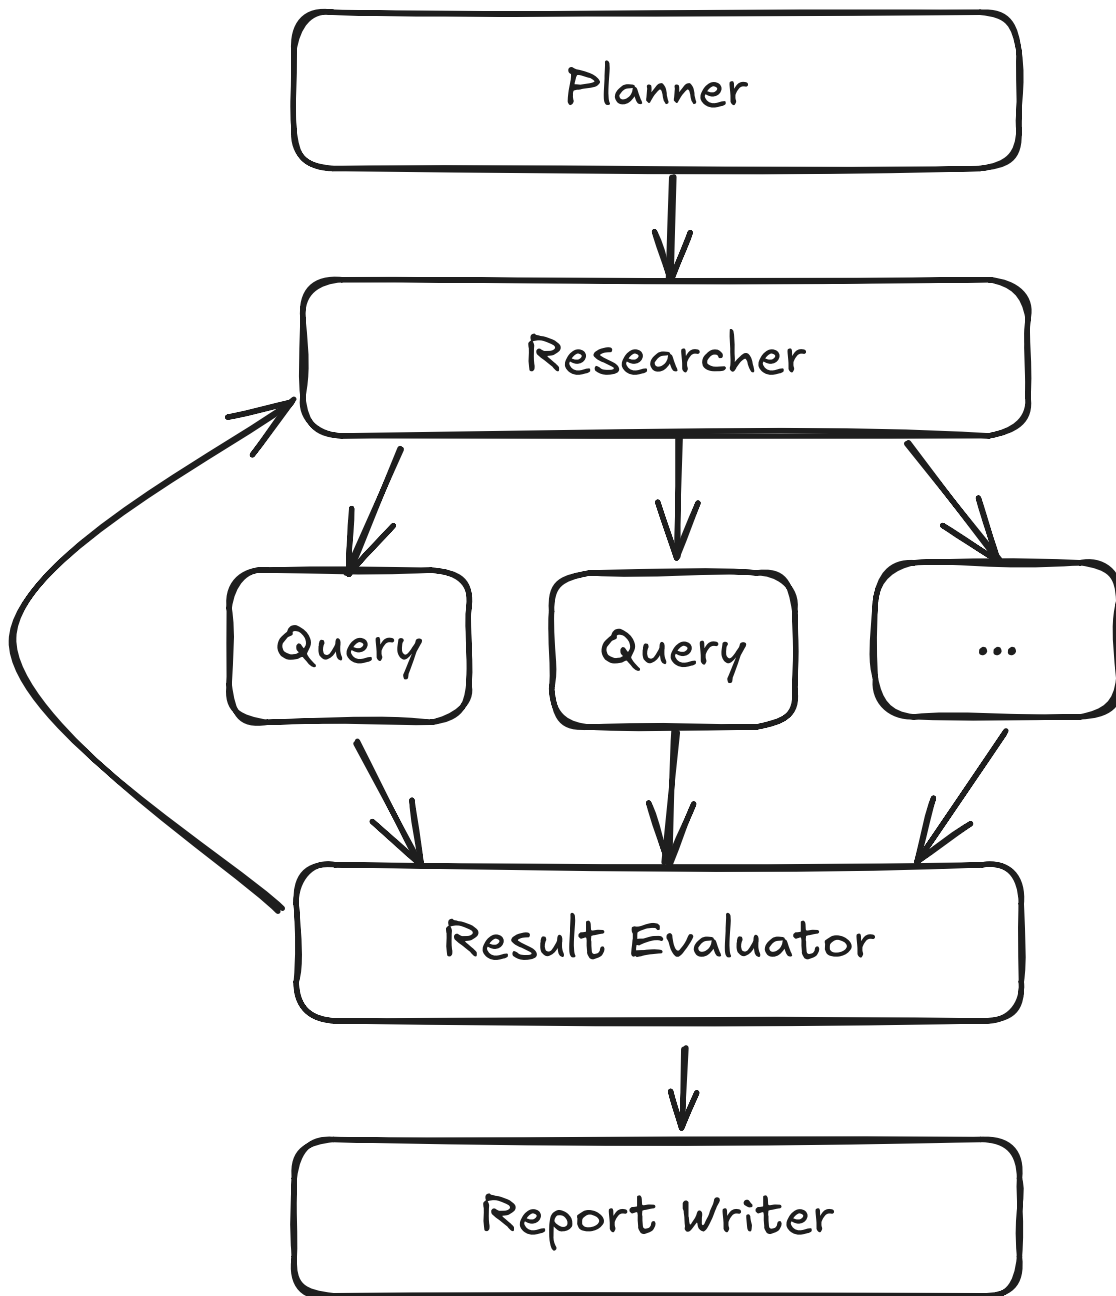 Planner
Researcher
Query
Query
...
Result Evaluator
Report Writer